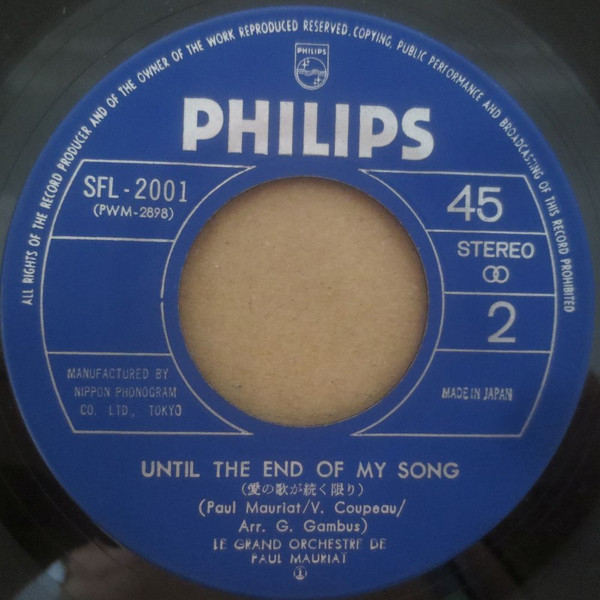 ALL RIGHTS OF THE RECORD PRODUCER AND OF THE OWNER OF THE WORK REPRODUCED RESERVED. COPYING, PUBLIC PERFORMANCE AND BROADCASTING OF THIS RECORD PROHIBITED
PHILIPS
PHILIPS
SFL-2001
(PWM-2898)
45
STEREO
2
MANUFACTURED BY
NIPPON PHONOGRAM
CO. LTD., TOKYO
MADE IN JAPAN
UNTIL THE END OF MY SONG
(愛の歌が続く限り)
(Paul Mauriat/V. Coupeau/
Arr. G. Gambus)
LE GRAND ORCHESTRE DE
PAUL MAURIAT
①